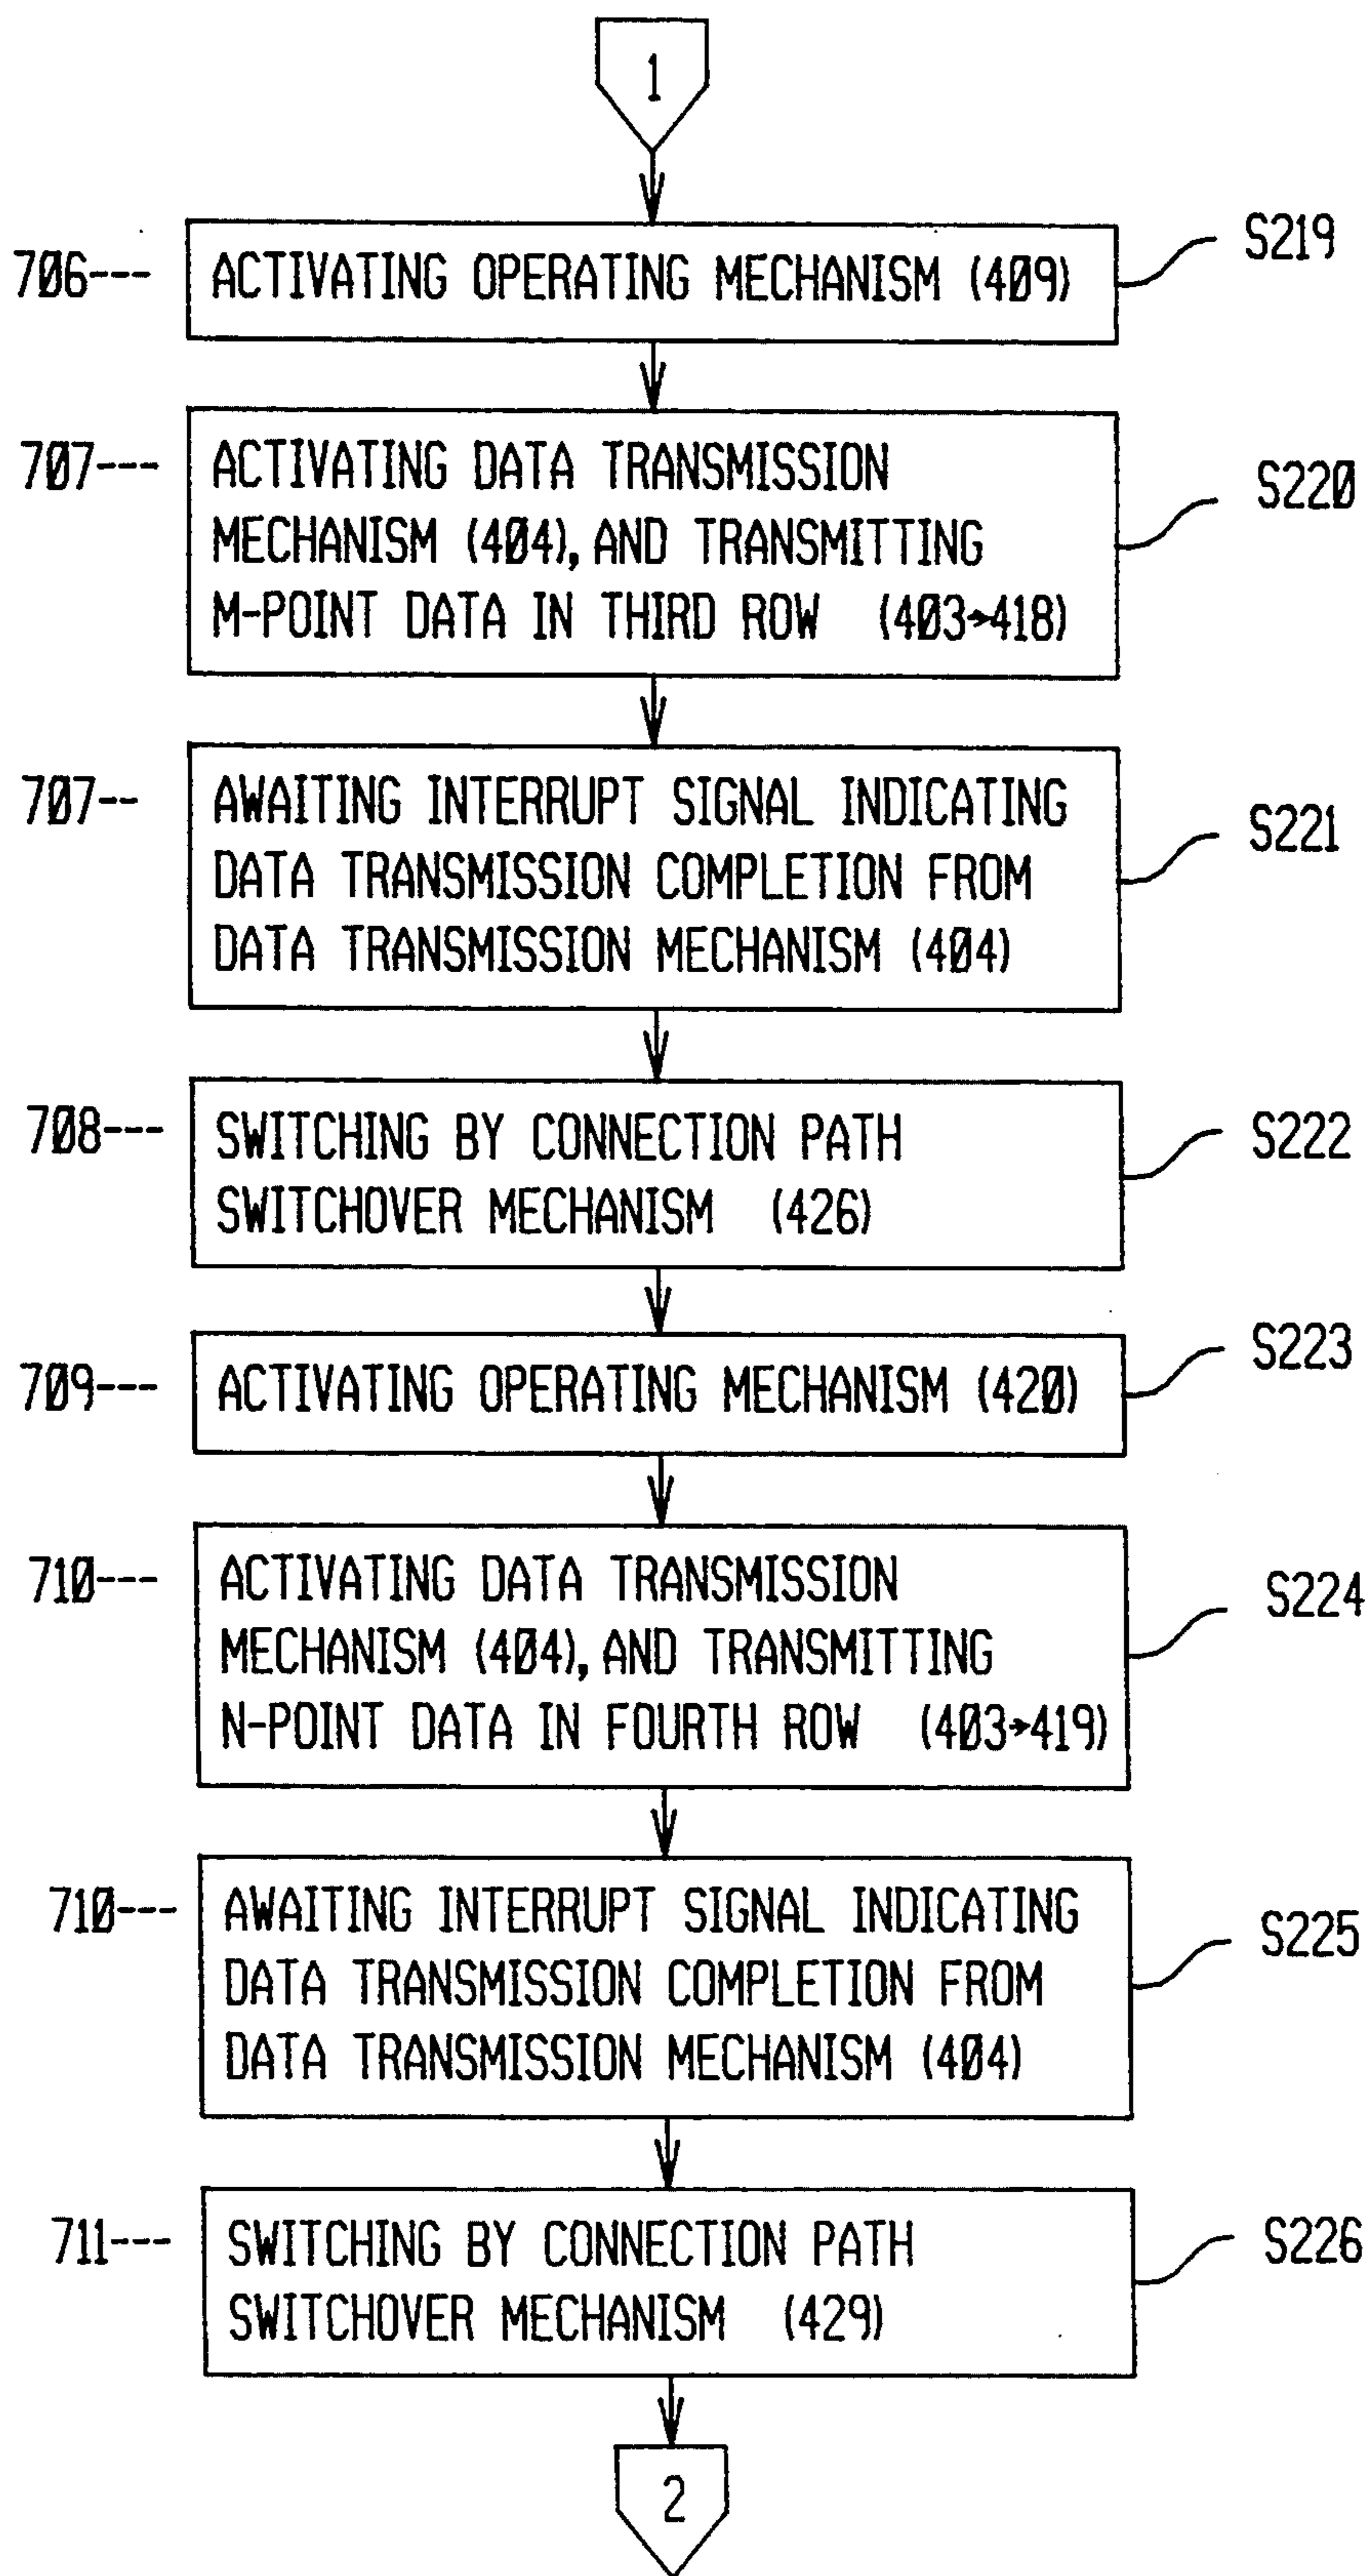 1
706--- ACTIVATING OPERATING MECHANISM (409) S219
707--- ACTIVATING DATA TRANSMISSION
MECHANISM (404), AND TRANSMITTING S220
M-POINT DATA IN THIRD ROW (403→418)
707-- AWAITING INTERRUPT SIGNAL INDICATING
DATA TRANSMISSION COMPLETION FROM S221
DATA TRANSMISSION MECHANISM (404)
708--- SWITCHING BY CONNECTION PATH S222
SWITCHOVER MECHANISM (426)
709--- ACTIVATING OPERATING MECHANISM (420) S223
710--- ACTIVATING DATA TRANSMISSION
MECHANISM (404), AND TRANSMITTING S224
N-POINT DATA IN FOURTH ROW (403→419)
710--- AWAITING INTERRUPT SIGNAL INDICATING
DATA TRANSMISSION COMPLETION FROM S225
DATA TRANSMISSION MECHANISM (404)
711--- SWITCHING BY CONNECTION PATH S226
SWITCHOVER MECHANISM (429)
2